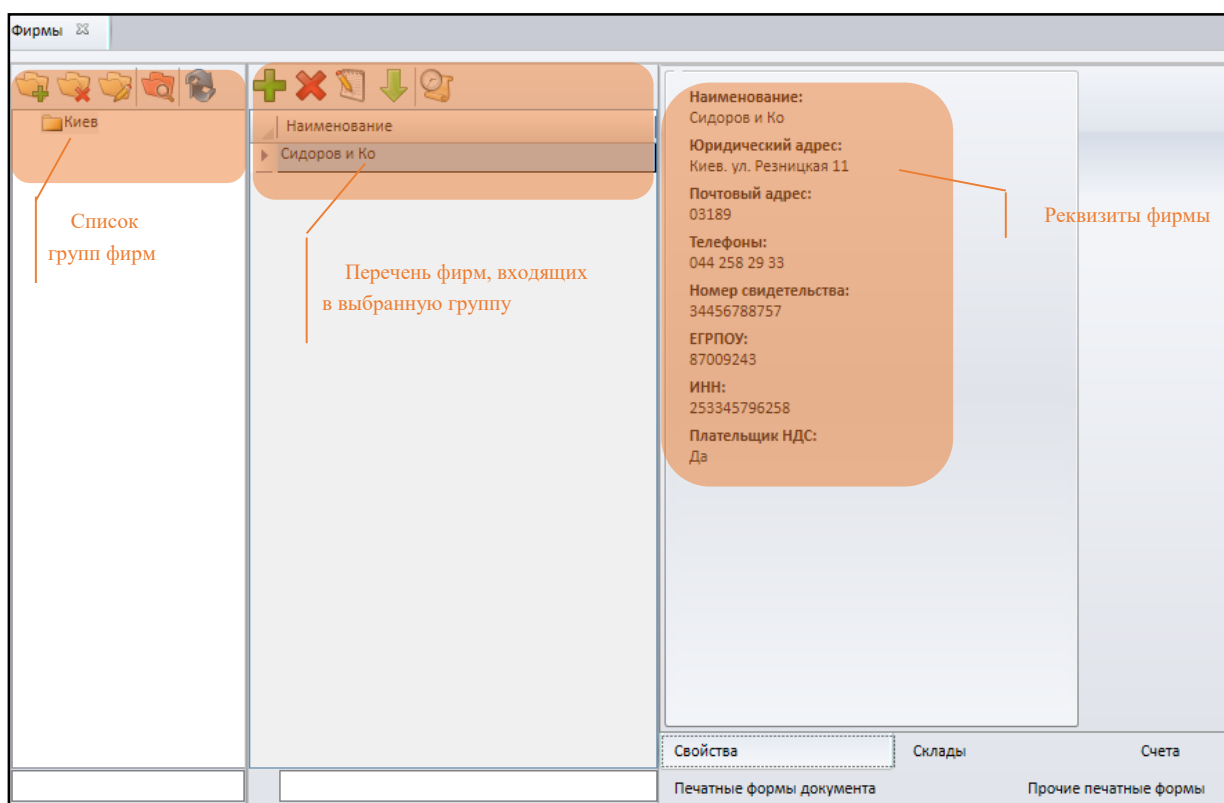 Фирмы
Киев
Список
групп фирм
Наименование
Сидоров и Ко
Перечень фирм, входящих
в выбранную группу
Наименование:
Сидоров и Ко
Юридический адрес:
Киев. ул. Резницкая 11
Почтовый адрес:
03189
Телефоны:
044 258 29 33
Номер свидетельства:
34456788757
ЕГРПОУ:
87009243
ИНН:
253345796258
Плательщик НДС:
Да
Реквизиты фирмы
Свойства Склады Счета
Печатные формы документа Прочие печатные формы